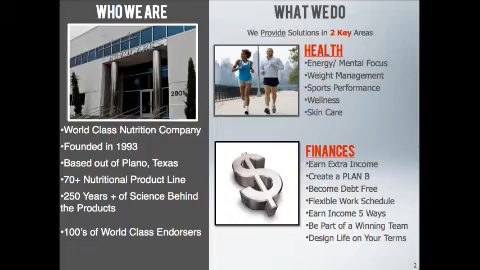 WHO WE ARE
•World Class Nutrition Company
•Founded in 1993
•Based out of Plano, Texas
•70+ Nutritional Product Line
•250 Years + of Science Behind
the Products
•100's of World Class Endorsers
WHAT WE DO
We Provide Solutions in 2 Key Areas
HEALTH
•Energy/ Mental Focus
•Weight Management
•Sports Performance
•Wellness
•Skin Care
FINANCES
•Earn Extra Income
•Create a PLAN B
•Become Debt Free
•Flexible Work Schedule
•Earn Income 5 Ways
•Be Part of a Winning Team
•Design Life on Your Terms
2